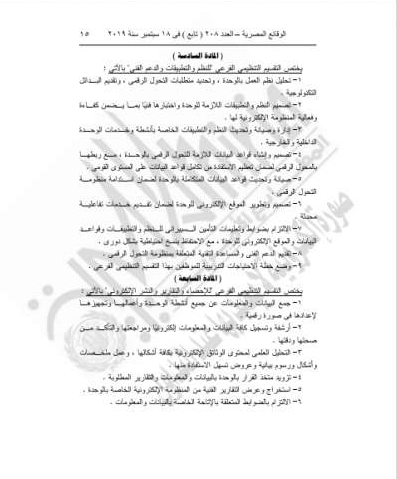 الوقائع المصرية – العدد ٢٠٨ ( تابع ) فى ١٨ سبتمبر سنة ٢٠١٩ ١٥
( المادة السادسة )
يختص التقسيم التنظيمى الفرعى "للنظم والتطبيقات والدعم الفنى" بالآتى :
١- تحليل نظم العمل بالوحدة ، وتحديد متطلبات التحول الرقمى ، وتقديم البدائل
التكنولوجية .
٢- تصميم النظم والتطبيقات اللازمة للوحدة واختبارها فنيًا بما يضمن كفاءة
وفعالية المنظومة الإلكترونية لها .
٣- إدارة وصيانة وتحديث النظم والتطبيقات الخاصة بأنشطة وخدمات الوحدة
الداخلية والخارجية .
٤- تصميم وإنشاء قواعد البيانات اللازمة للتحول الرقمى بالوحدة ، مع ربطها
بالمحول الرقمى لضمان تعظيم الاستفادة من تكامل قواعد البيانات على المستوى القومى .
٥- صيانة وتحديث قواعد البيانات المتكاملة بالوحدة لضمان استدامة منظومة
التحول الرقمى .
٦- تصميم وتطوير الموقع الإلكترونى للوحدة لضمان تقديم خدمات تفاعلية
محدثة .
٧- الالتزام بضوابط وتعليمات التأمين السيبرانى للنظم والتطبيقات وقواعد
البيانات والموقع الإلكترونى للوحدة ، مع الاحتفاظ بنسخ احتياطية بشكل دورى .
٨- تقديم الدعم الفنى والمساعدة التقنية المتعلقة بمنظومة التحول الرقمى .
٩- وضع خطة الاحتياجات التدريبية للموظفين بهذا التقسيم التنظيمى الفرعى .
( المادة السابعة )
يختص التقسيم التنظيمى الفرعى "للإحصاء والتقارير والنشر الإلكترونى" بالآتى :
١- جمع البيانات والمعلومات عن جميع أنشطة الوحدة وأعمالها وتجهيزها
لإعدادها فى صورة رقمية .
٢- أرشفة وتسجيل كافة البيانات والمعلومات إلكترونيًا ومراجعتها والتأكد من
صحتها ودقتها .
٣- التحليل العلمى لمحتوى الوثائق الإلكترونية بكافة أشكالها ، وعمل ملخصات
وأشكال ورسوم بيانية وعروض تسهل الاستفادة منها .
٤- تزويد متخذ القرار بالوحدة بالبيانات والمعلومات والتقارير المطلوبة .
٥- استخراج وعرض التقارير الفنية من المنظومة الإلكترونية الخاصة بالوحدة .
٦- الالتزام بالضوابط المتعلقة بالإتاحة الخاصة بالبيانات والمعلومات .